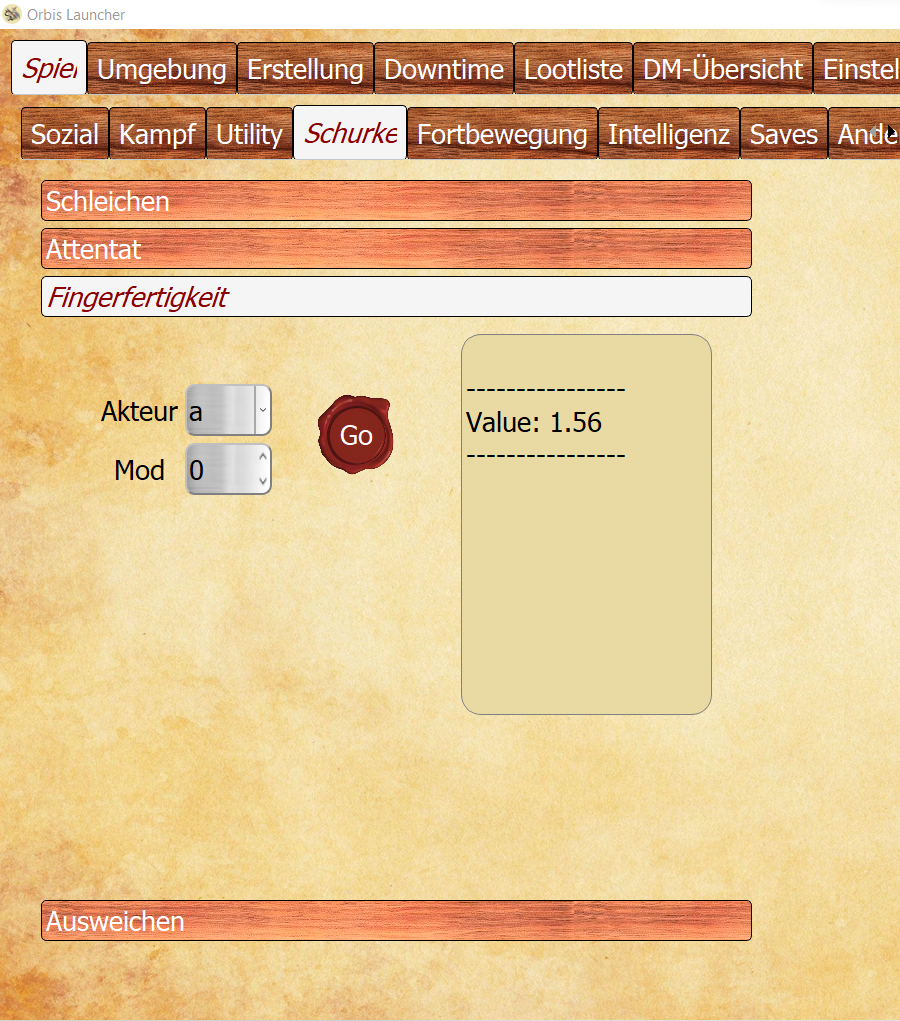 Orbis Launcher
Spiel Umgebung Erstellung Downtime Lootliste DM-Übersicht Einstel
Sozial Kampf Utility Schurke Fortbewegung Intelligenz Saves Ande
Schleichen
Attentat
Fingerfertigkeit
----------------
Akteur a
Go
Value: 1.56
----------------
Mod 0
Ausweichen